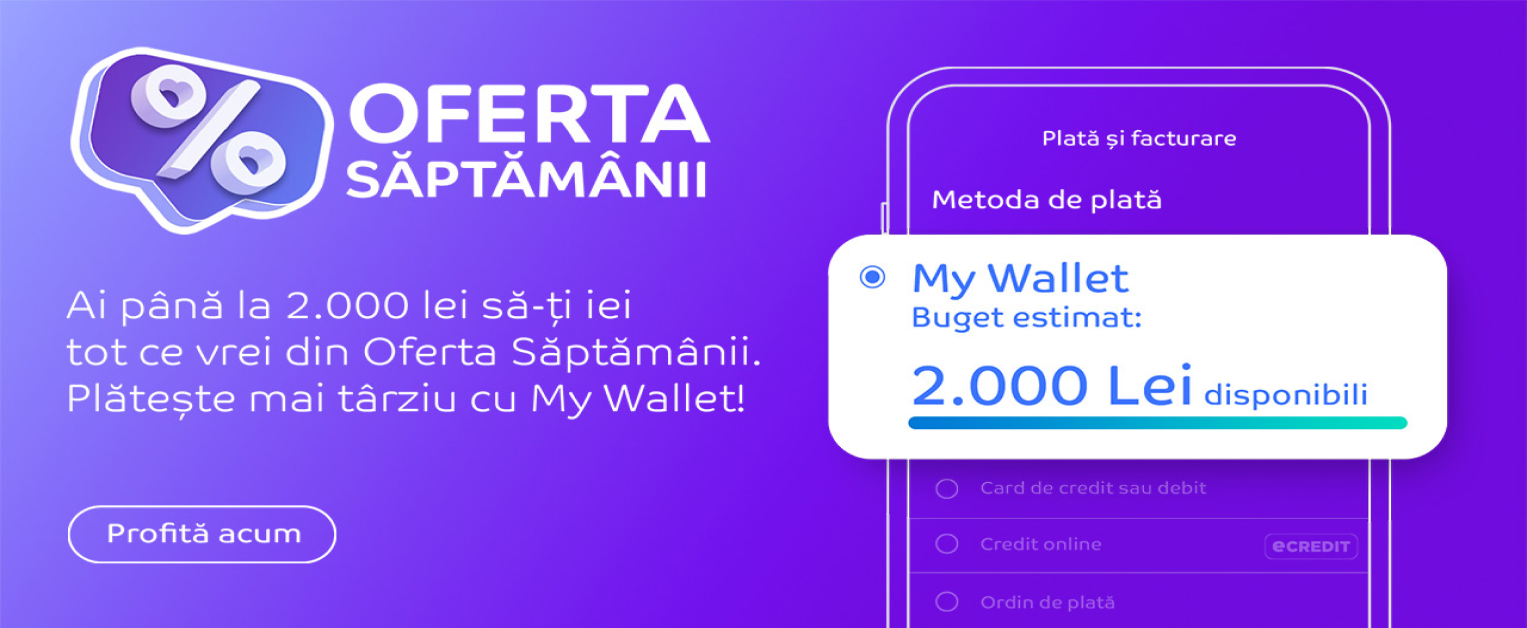 %
OFERTA
SĂPTĂMÂNII
Ai până la 2.000 lei să-ți iei
tot ce vrei din Oferta Săptămânii.
Plătește mai târziu cu My Wallet!
Profită acum
Plată și facturare
Metoda de plată
My Wallet
Buget estimat:
2.000 Lei disponibili
Card de credit sau debit
Credit online eCREDIT
Ordin de plată